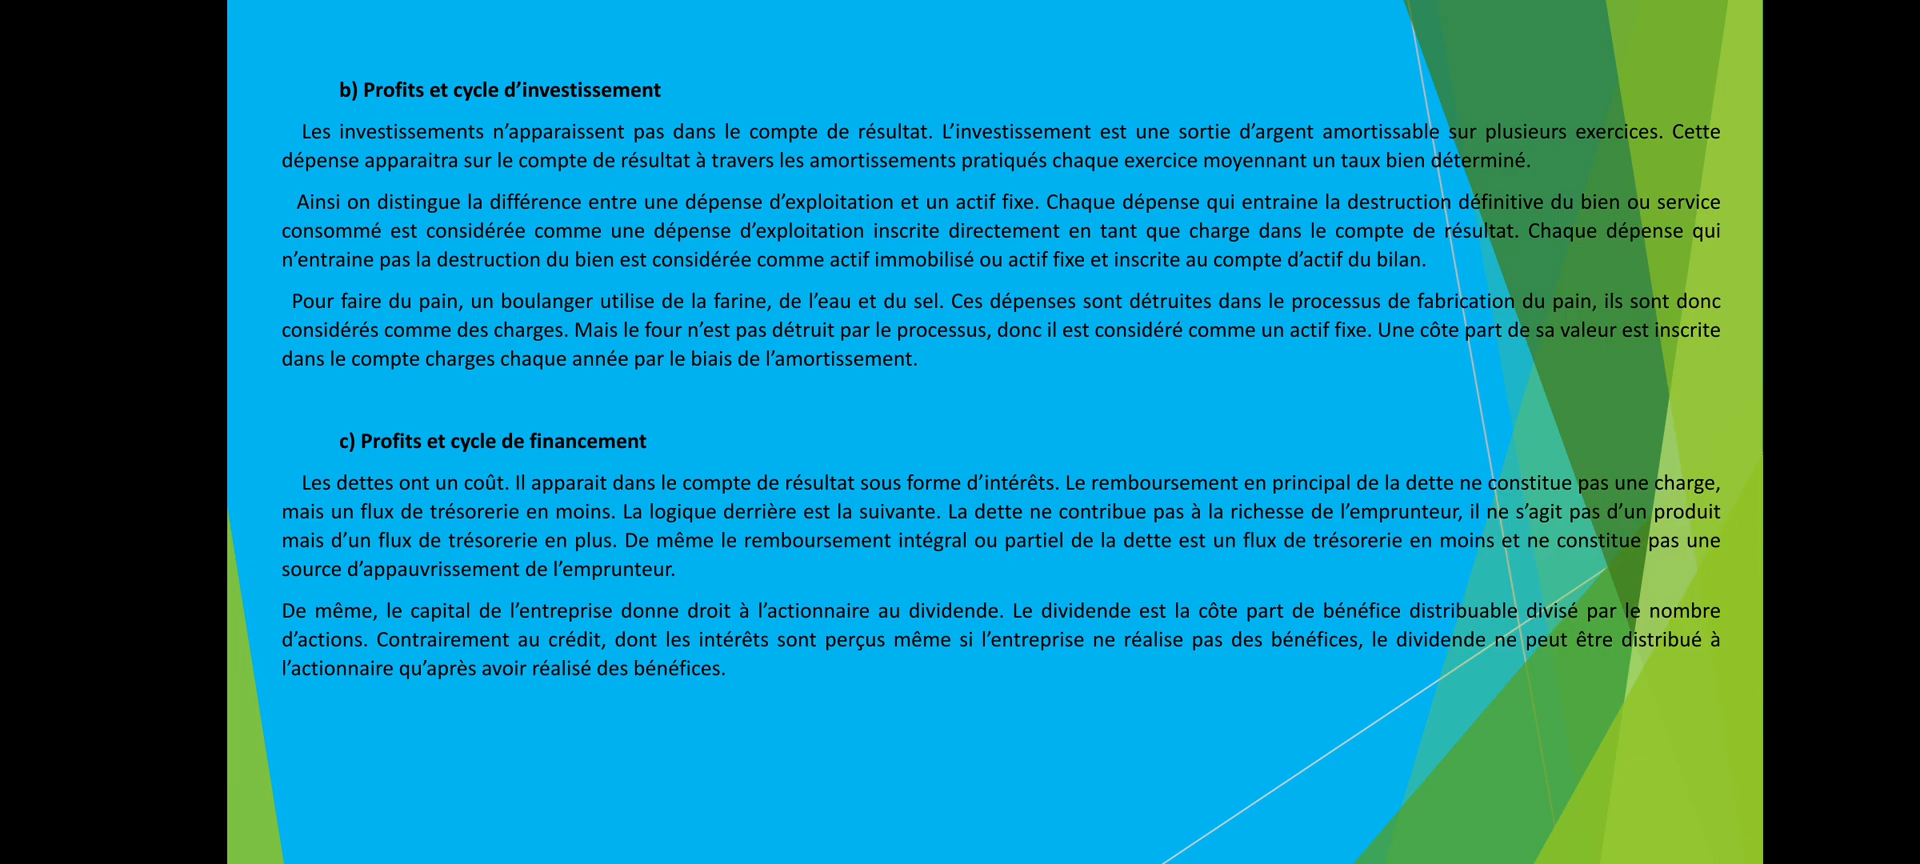 b) Profits et cycle d’investissement
Les investissements n’apparaissent pas dans le compte de résultat. L’investissement est une sortie d’argent amortissable sur plusieurs exercices. Cette
dépense apparaitra sur le compte de résultat à travers les amortissements pratiqués chaque exercice moyennant un taux bien déterminé.
Ainsi on distingue la différence entre une dépense d’exploitation et un actif fixe. Chaque dépense qui entraine la destruction définitive du bien ou service
consommé est considérée comme une dépense d’exploitation inscrite directement en tant que charge dans le compte de résultat. Chaque dépense qui
n’entraine pas la destruction du bien est considérée comme actif immobilisé ou actif fixe et inscrite au compte d’actif du bilan.
Pour faire du pain, un boulanger utilise de la farine, de l’eau et du sel. Ces dépenses sont détruites dans le processus de fabrication du pain, ils sont donc
considérés comme des charges. Mais le four n’est pas détruit par le processus, donc il est considéré comme un actif fixe. Une côte part de sa valeur est inscrite
dans le compte charges chaque année par le biais de l’amortissement.
c) Profits et cycle de financement
Les dettes ont un coût. Il apparait dans le compte de résultat sous forme d’intérêts. Le remboursement en principal de la dette ne constitue pas une charge,
mais un flux de trésorerie en moins. La logique derrière est la suivante. La dette ne contribue pas à la richesse de l’emprunteur, il ne s’agit pas d’un produit
mais d’un flux de trésorerie en plus. De même le remboursement intégral ou partiel de la dette est un flux de trésorerie en moins et ne constitue pas une
source d’appauvrissement de l’emprunteur.
De même, le capital de l’entreprise donne droit à l’actionnaire au dividende. Le dividende est la côte part de bénéfice distribuable divisé par le nombre
d’actions. Contrairement au crédit, dont les intérêts sont perçus même si l’entreprise ne réalise pas des bénéfices, le dividende ne peut être distribué à
l’actionnaire qu’après avoir réalisé des bénéfices.